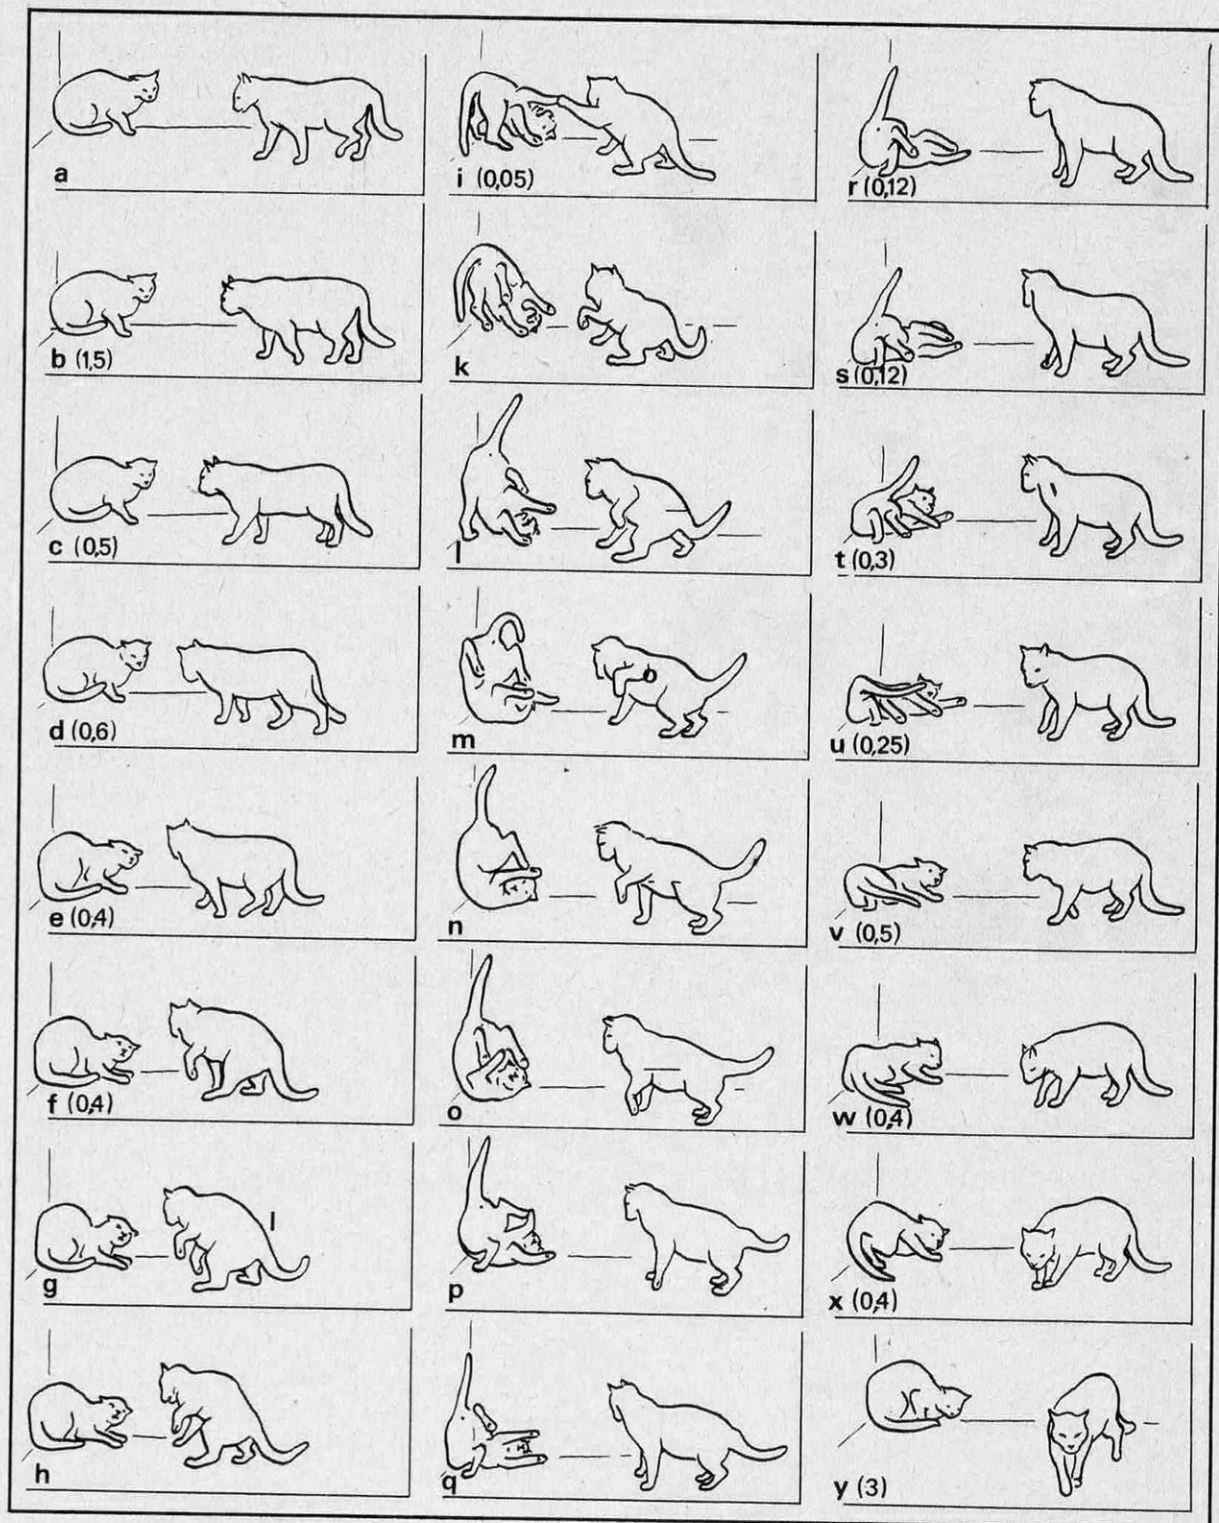 a
b (1,5)
c (0,5)
d (0,6)
e (0,4)
f (0,4)
g
h
i (0,05)
k
l
m
n
o
p
q
r (0,12)
s (0,12)
t (0,3)
u (0,25)
v (0,5)
w (0,4)
x (0,4)
y (3)